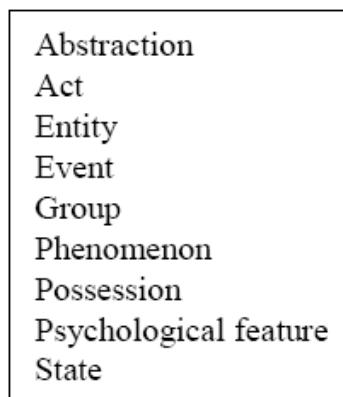 Abstraction
Act
Entity
Event
Group
Phenomenon
Possession
Psychological feature
State